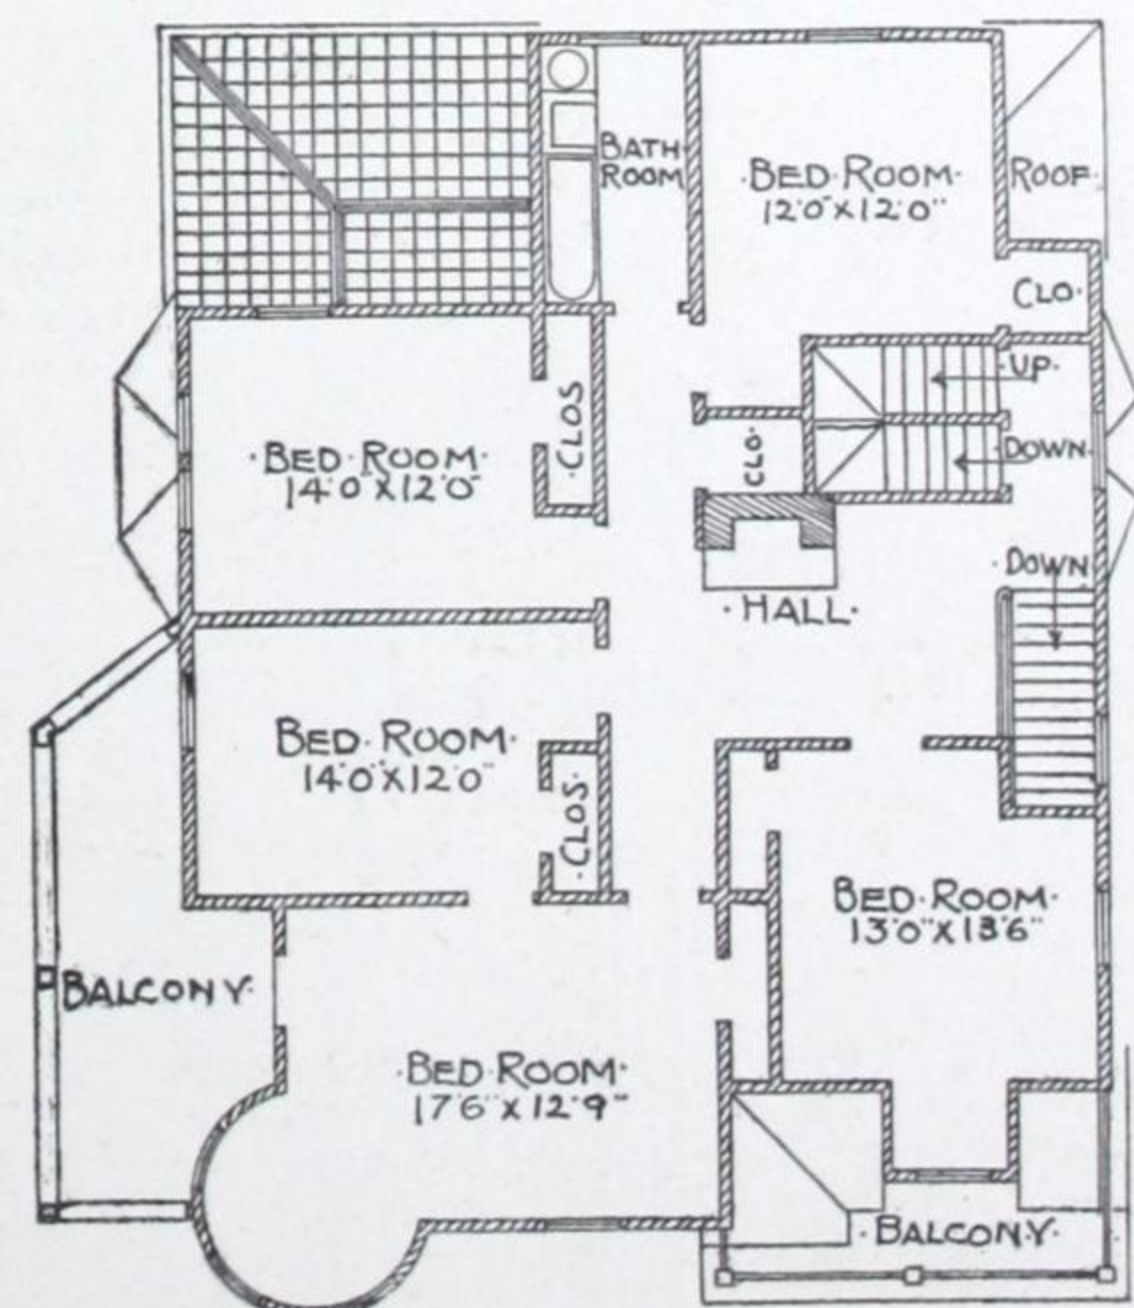 BATH
ROOM
·BED·ROOM·
12'0"X12'0"
ROOF·
CLO·
·UP·
·DOWN·
·BED·ROOM·
14'0"X12'0"
·CLOS
CLO·
·DOWN
·HALL·
BED·ROOM·
14'0"X12'0"
·CLOS·
BED·ROOM·
13'0"X13'6"
BALCONY·
·BED·ROOM·
17'6"X12'9"
·BALCONY·